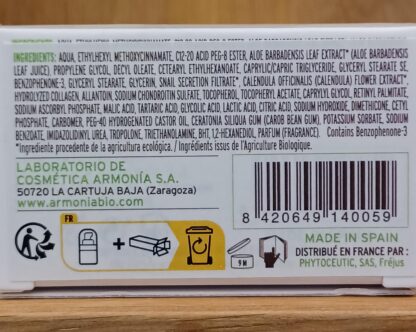 INGREDIENTS: AQUA, ETHYLHEXYL METHOXYCINNAMATE, C12-20 ACID PEG-8 ESTER, ALOE BARBADENSIS LEAF EXTRACT* (ALOE BARBADENSIS
LEAF JUICE), PROPYLENE GLYCOL, DECYL OLEATE, CETEARYL ETHYLHEXANOATE, CAPRYLIC/CAPRIC TRIGLYCERIDE, GLYCERYL STEARATE SE,
BENZOPHENONE-3, GLYCERYL STEARATE, GLYCERIN, SNAIL SECRETION FILTRATE*, CALENDULA OFFICINALIS (CALENDULA) FLOWER EXTRACT*,
HYDROLYZED COLLAGEN, ALLANTOIN, SODIUM CHONDROITIN SULFATE, TOCOPHEROL, TOCOPHERYL ACETATE, CAPRYLYL GLYCOL, RETINYL PALMITATE,
SODIUM ASCORBYL PHOSPHATE, MALIC, TARTARIC, GLYCOLIC, LACTIC ACID, CITRIC ACID, SODIUM HYDROXIDE, DIMETHICONE, CETYL
PHOSPHATE, CARBOMER, PEG-40 HYDROGENATED CASTOR OIL, CERATONIA SILIQUA GUM (CAROB BEAN GUM), POTASSIUM SORBATE, SODIUM
BENZOATE, IMIDAZOLIDINYL UREA, TROPOLONE, TRIETHANOLAMINE, BHT, 1,2-HEXANEDIOL, PARFUM (FRAGRANCE). Contains Benzophenone-3
*Ingrediente procedente de la agricultura ecológica. / Ingrédients issus de l'Agriculture Biologique.
LABORATORIO DE
COSMÉTICA ARMONÍA S.A.
50720 LA CARTUJA BAJA (Zaragoza)
www.armoniabio.com
8 420649 140059
FR
+
9 M
MADE IN SPAIN
DISTRIBUÉ EN FRANCE PAR :
PHYTOCEUTIC, SAS, Fréjus